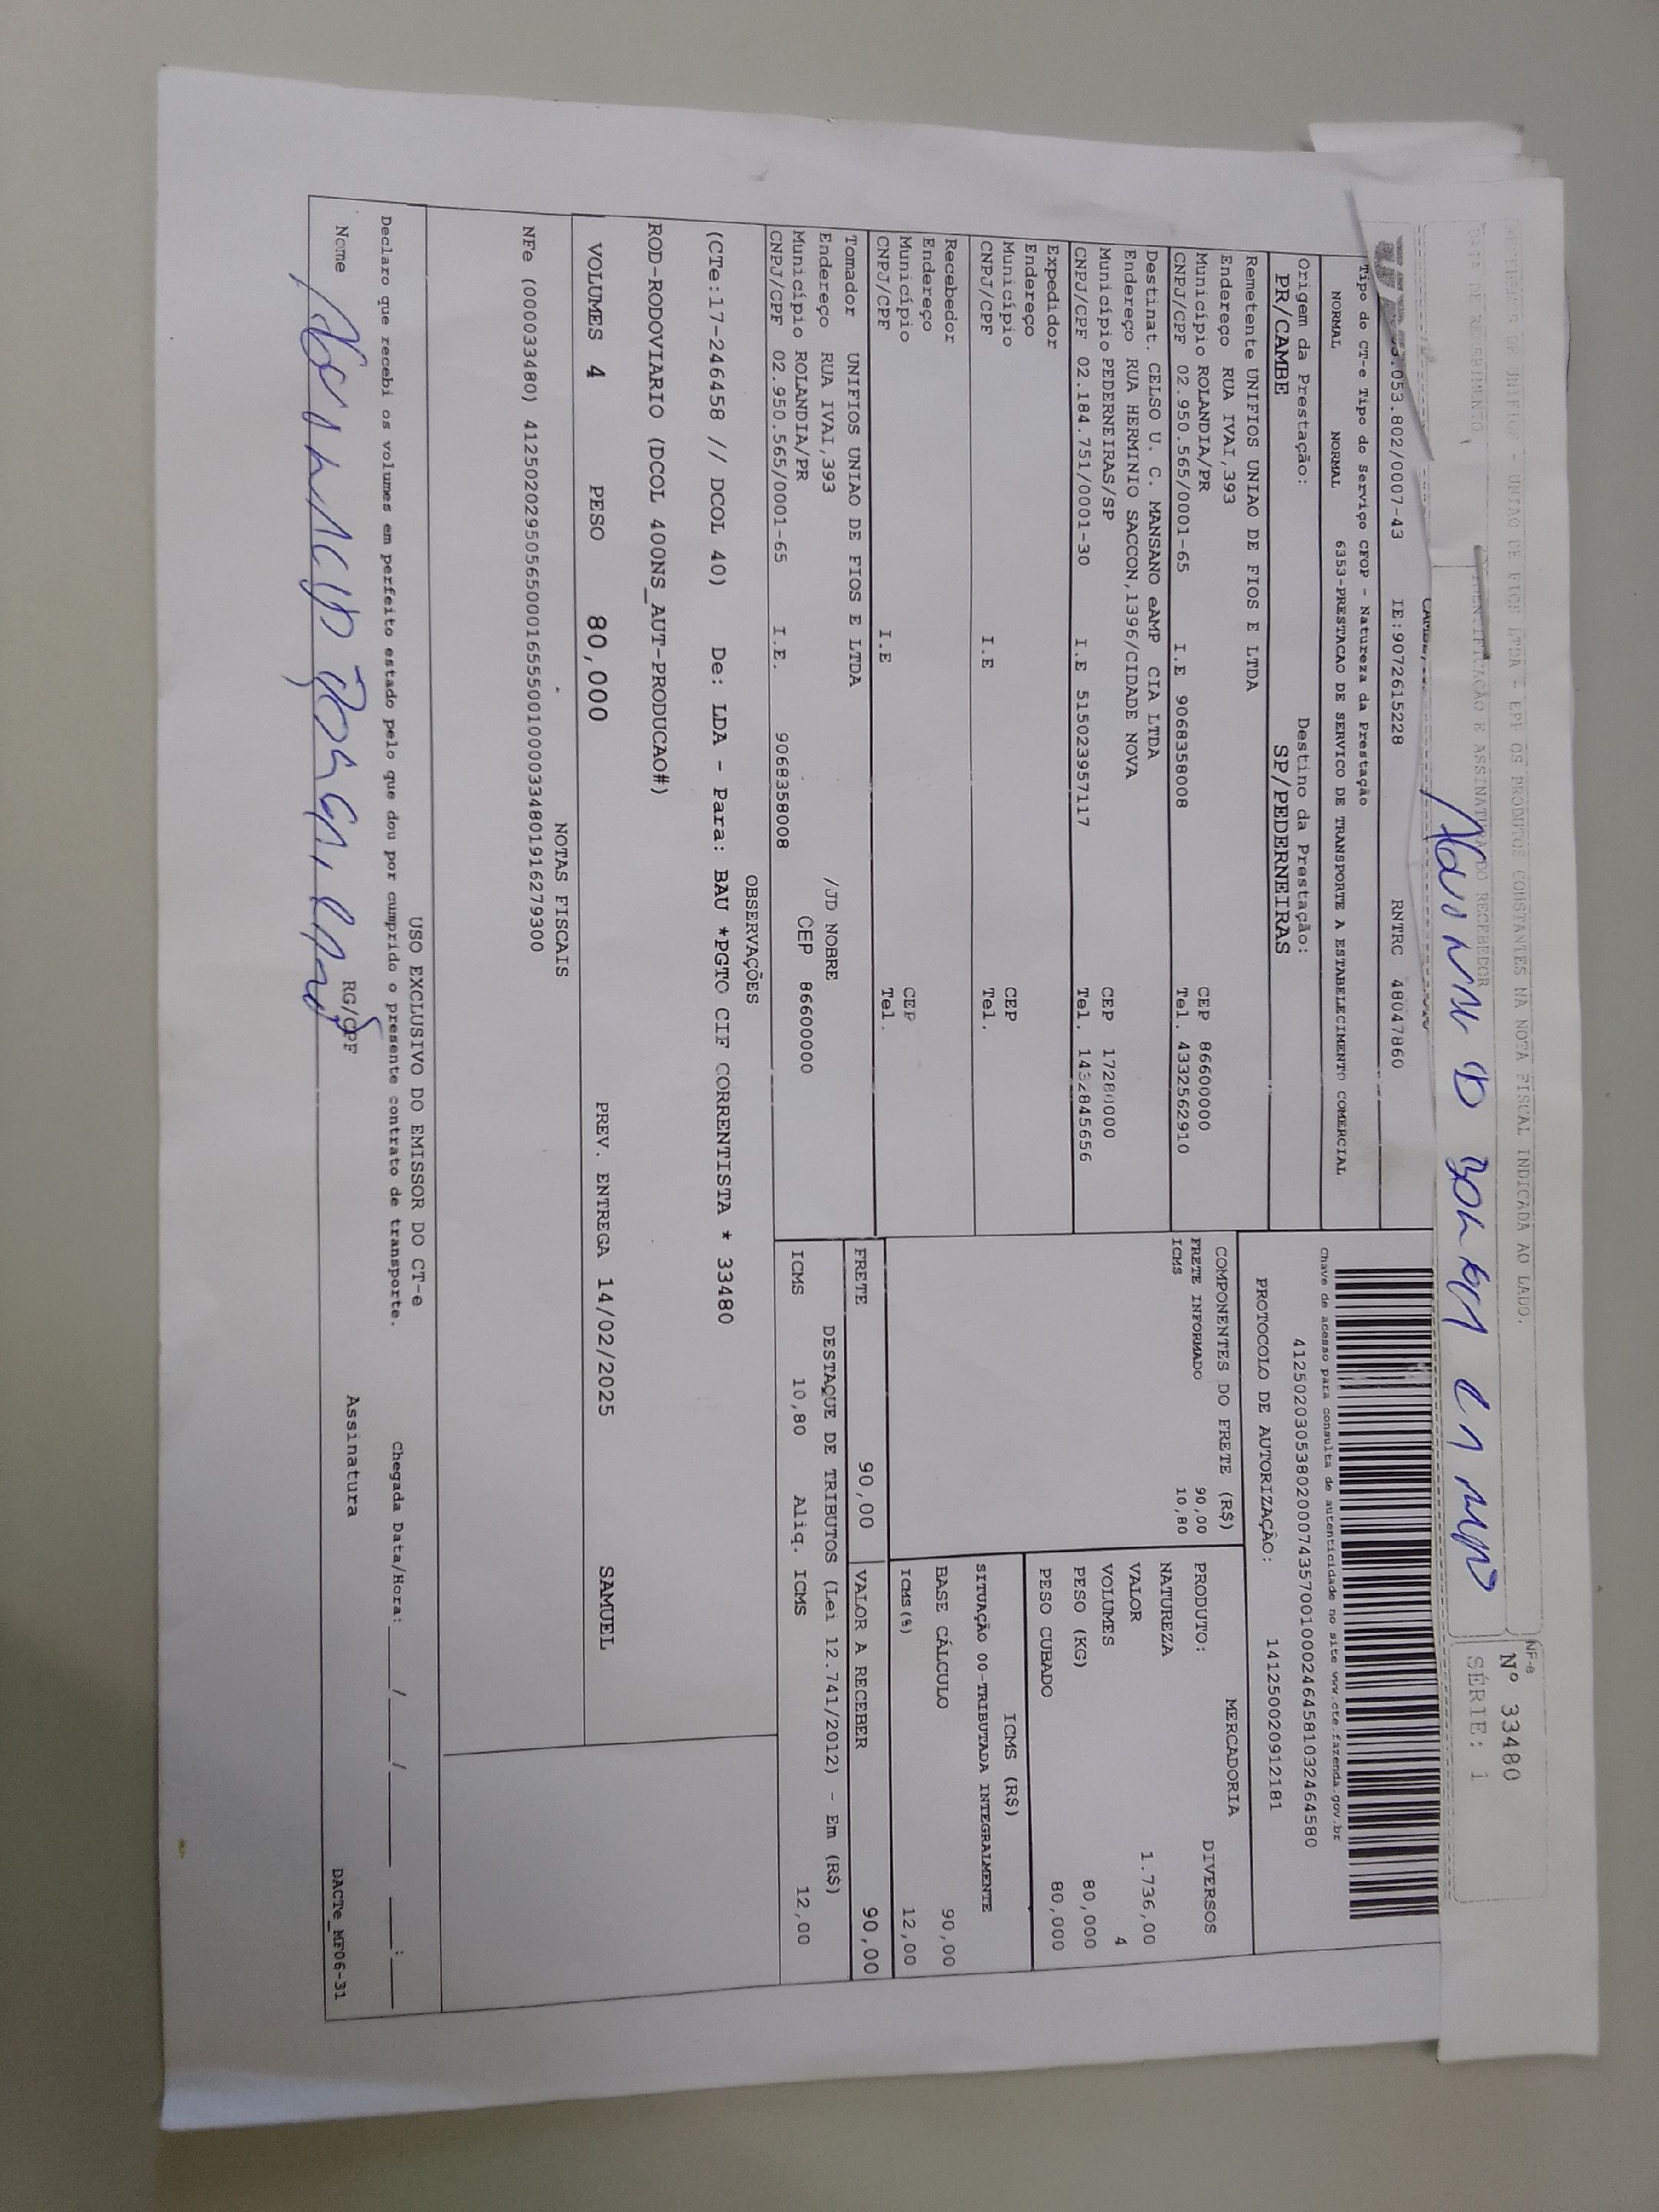 UNIFIOS - UNIAO DE FIOS LTDA - EPP OS PRODUTOS CONSTANTES NA NOTA FISCAL INDICADA AO LADO.
DATA DE RECEBIMENTO
IDENTIFICAÇÃO E ASSINATURA DO RECEBEDOR
NF-e
Nº 33480
SÉRIE: 1
.053.802/0007-43 IE:9072615228 RNTRC 48047860
Tipo do CT-e Tipo do Serviço CFOP - Natureza da Prestação
NORMAL NORMAL 6353-PRESTACAO DE SERVICO DE TRANSPORTE A ESTABELECIMENTO COMERCIAL
Origem da Prestação: Destino da Prestação:
PR/CAMBE SP/PEDERNEIRAS
Chave de acesso para consulta de autenticidade no site www.cte.fazenda.gov.br
41250203053802000743570010002464581032464580
PROTOCOLO DE AUTORIZAÇÃO: 141250020912181
Remetente UNIFIOS UNIAO DE FIOS E LTDA
Endereço RUA IVAI,393
Município ROLANDIA/PR CEP 86600000
CNPJ/CPF 02.950.565/0001-65 I.E 9068358008 Tel. 4332562910
Destinat. CELSO U. C. MANSANO eAMP CIA LTDA
Endereço RUA HERMINIO SACCON,1396/CIDADE NOVA
Município PEDERNEIRAS/SP CEP 17280000
CNPJ/CPF 02.184.751/0001-30 I.E 515023957117 Tel. 1432845656
Expedidor
Endereço
Município CEP
CNPJ/CPF I.E Tel.
Recebedor
Endereço
Município CEP
CNPJ/CPF I.E Tel.
Tomador UNIFIOS UNIAO DE FIOS E LTDA
Endereço RUA IVAI,393 /JD NOBRE
Município ROLANDIA/PR CEP 86600000
CNPJ/CPF 02.950.565/0001-65 I.E. 9068358008
COMPONENTES DO FRETE (R$)
FRETE INFORMADO 90,00
ICMS 10,80
MERCADORIA
PRODUTO: DIVERSOS
NATUREZA
VALOR 1.736,00
VOLUMES 4
PESO (KG) 80,000
PESO CUBADO 80,000
ICMS (R$)
SITUAÇÃO 00-TRIBUTADA INTEGRALMENTE
BASE CÁLCULO 90,00
ICMS(%) 12,00
FRETE 90,00 VALOR A RECEBER 90,00
DESTAQUE DE TRIBUTOS (Lei 12.741/2012) - Em (R$)
ICMS 10,80 Aliq. ICMS 12,00
OBSERVAÇÕES
(CTe:17-246458 // DCOL 40) De: LDA - Para: BAU *PGTO CIF CORRENTISTA * 33480
ROD-RODOVIARIO (DCOL 400NS_AUT-PRODUCAO#)
VOLUMES 4 PESO 80,000 PREV. ENTREGA 14/02/2025 SAMUEL
NOTAS FISCAIS
NFe (000033480) 41250202950565000165550010000334801916279300
USO EXCLUSIVO DO EMISSOR DO CT-e
Declaro que recebi os volumes em perfeito estado pelo que dou por cumprido o presente contrato de transporte. Chegada Data/Hora: ____/____/______ ___:___
Nome RG/CPF Assinatura DACTe_MF06-31